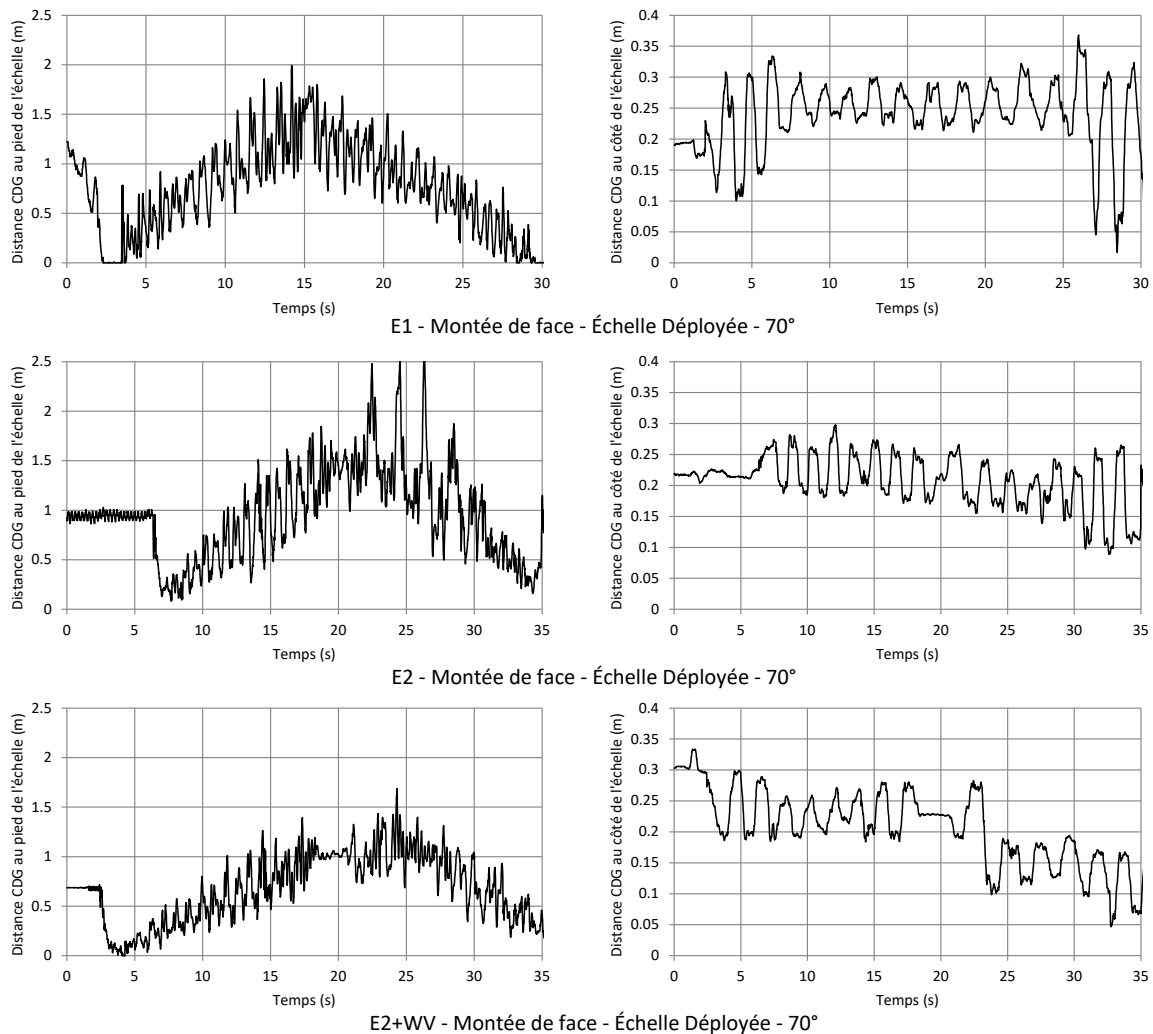 Distance CDG au pied de l'échelle (m)
2.5
2
1.5
1
0.5
0
0 5 10 15 20 25 30
Temps (s)
Distance CDG au côté de l'échelle (m)
0.4
0.35
0.3
0.25
0.2
0.15
0.1
0.05
0
0 5 10 15 20 25 30
Temps (s)
E1 - Montée de face - Échelle Déployée - 70°
Distance CDG au pied de l'échelle (m)
2.5
2
1.5
1
0.5
0
0 5 10 15 20 25 30 35
Temps (s)
Distance CDG au côté de l'échelle (m)
0.4
0.35
0.3
0.25
0.2
0.15
0.1
0.05
0
0 5 10 15 20 25 30 35
Temps (s)
E2 - Montée de face - Échelle Déployée - 70°
Distance CDG au pied de l'échelle (m)
2.5
2
1.5
1
0.5
0
0 5 10 15 20 25 30 35
Temps (s)
Distance CDG au côté de l'échelle (m)
0.4
0.35
0.3
0.25
0.2
0.15
0.1
0.05
0
0 5 10 15 20 25 30 35
Temps (s)
E2+WV - Montée de face - Échelle Déployée - 70°